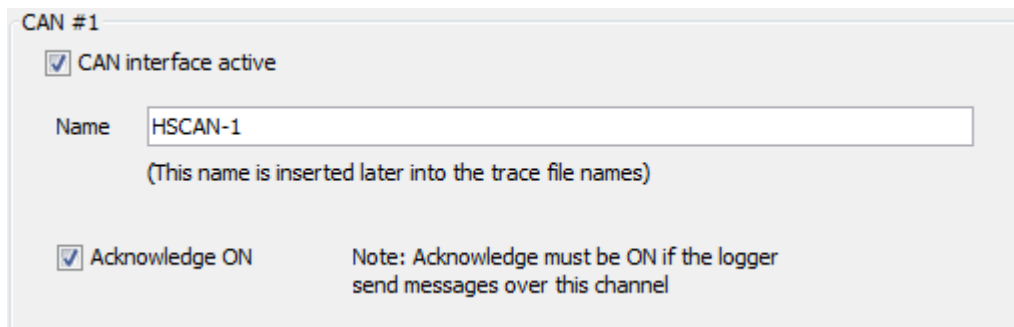 CAN #1
CAN interface active
Name HSCAN-1
(This name is inserted later into the trace file names)
Acknowledge ON Note: Acknowledge must be ON if the logger
send messages over this channel